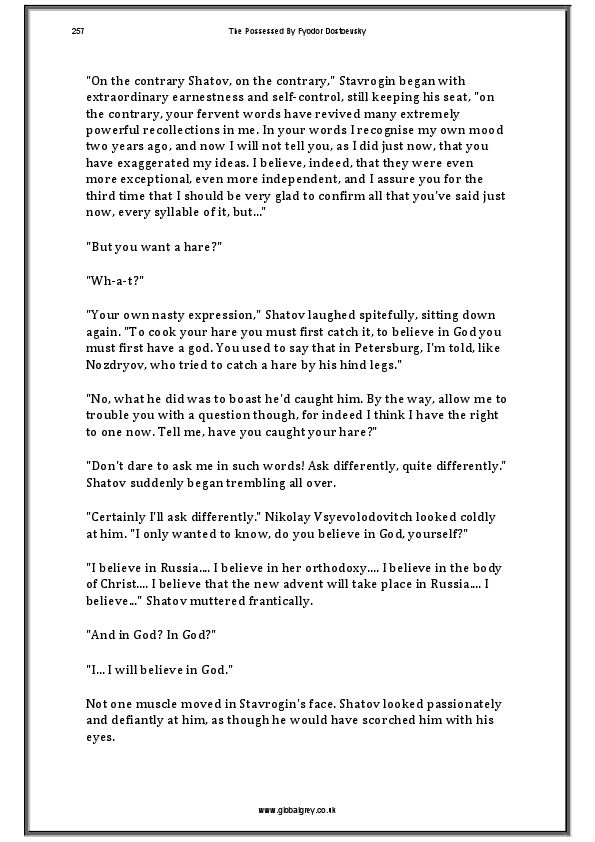 257
The Possessed By Fyodor Dostoevsky
"On the contrary Shatov, on the contrary," Stavrogin began with
extraordinary earnestness and self-control, still keeping his seat, "on
the contrary, your fervent words have revived many extremely
powerful recollections in me. In your words I recognise my own mood
two years ago, and now I will not tell you, as I did just now, that you
have exaggerated my ideas. I believe, indeed, that they were even
more exceptional, even more independent, and I assure you for the
third time that I should be very glad to confirm all that you've said just
now, every syllable of it, but..."
"But you want a hare?"
"Wh-a-t?"
"Your own nasty expression," Shatov laughed spitefully, sitting down
again. "To cook your hare you must first catch it, to believe in God you
must first have a god. You used to say that in Petersburg, I'm told, like
Nozdryov, who tried to catch a hare by his hind legs."
"No, what he did was to boast he'd caught him. By the way, allow me to
trouble you with a question though, for indeed I think I have the right
to one now. Tell me, have you caught your hare?"
"Don't dare to ask me in such words! Ask differently, quite differently."
Shatov suddenly began trembling all over.
"Certainly I'll ask differently." Nikolay Vsyevolodovitch looked coldly
at him. "I only wanted to know, do you believe in God, yourself?"
"I believe in Russia.... I believe in her orthodoxy.... I believe in the body
of Christ.... I believe that the new advent will take place in Russia.... I
believe..." Shatov muttered frantically.
"And in God? In God?"
"I... I will believe in God."
Not one muscle moved in Stavrogin's face. Shatov looked passionately
and defiantly at him, as though he would have scorched him with his
eyes.
www.globalgrey.co.uk